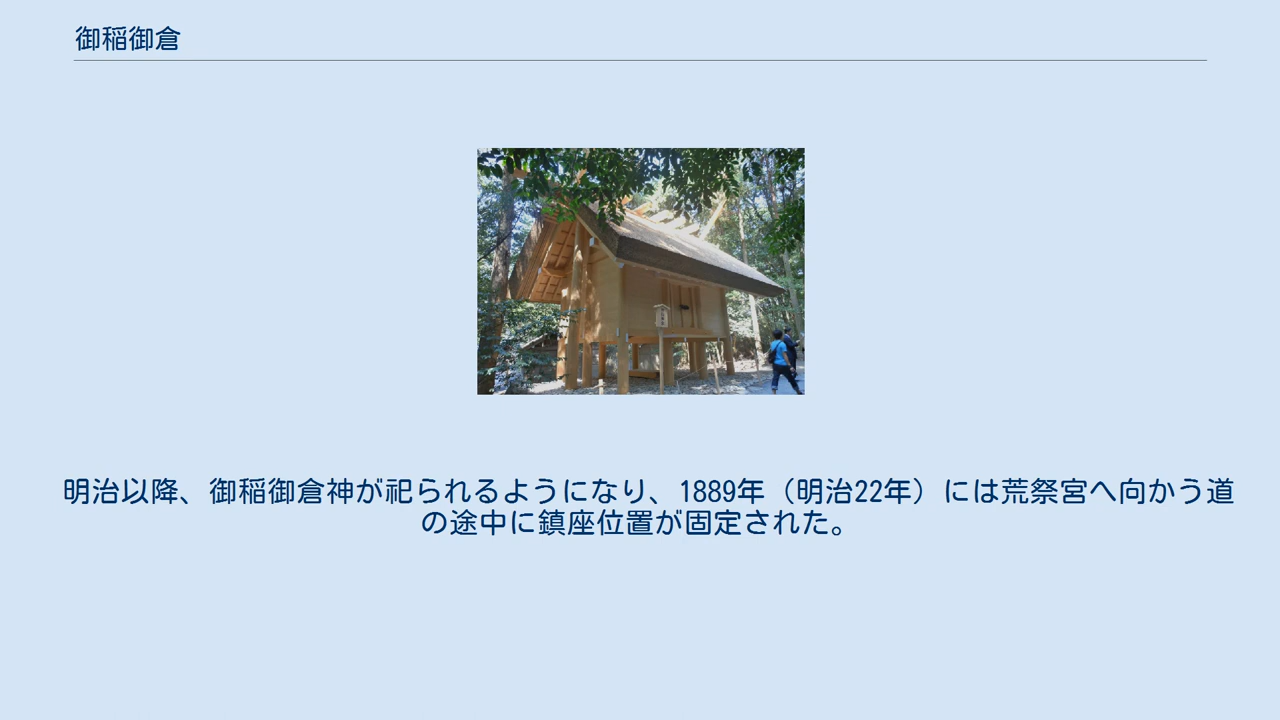 御稲御倉
明治以降、御稲御倉神が祀られるようになり、1889年（明治22年）には荒祭宮へ向かう道
の途中に鎮座位置が固定された。